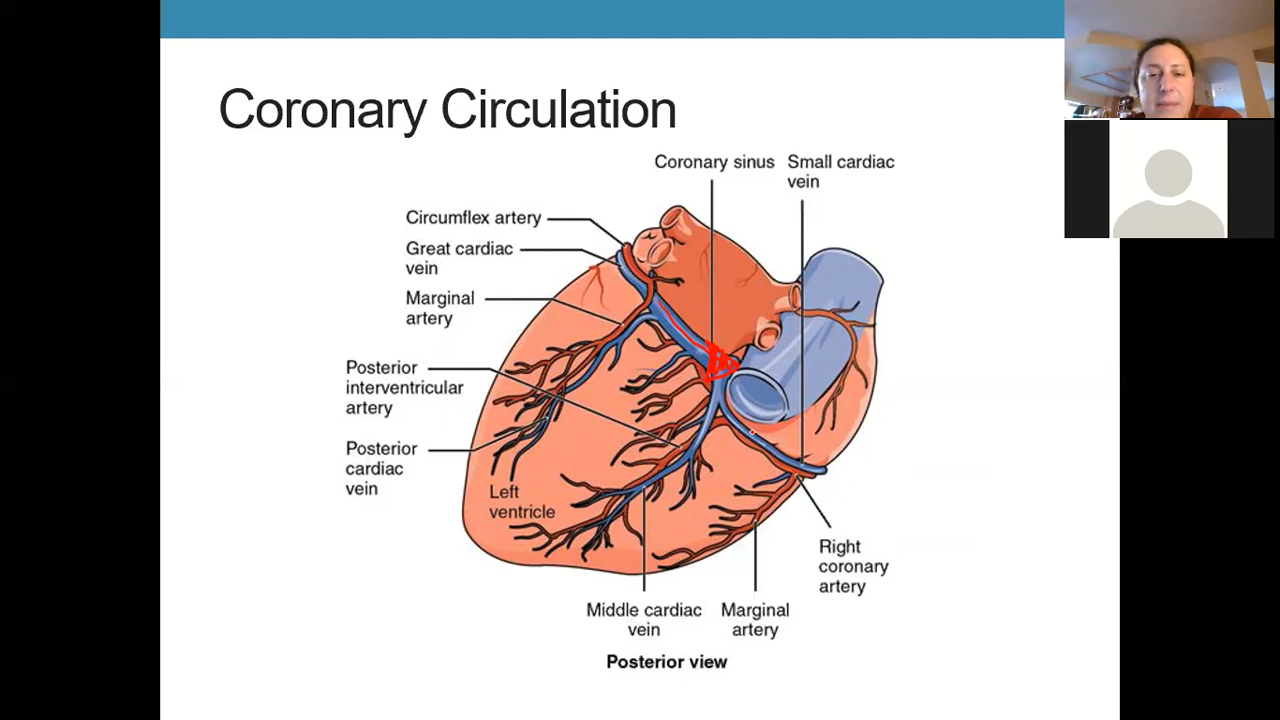 Coronary Circulation
Coronary sinus
Small cardiac
vein
Circumflex artery
Great cardiac
vein
Marginal
artery
Posterior
interventricular
artery
Posterior
cardiac
vein
Left
ventricle
Right
coronary
artery
Middle cardiac
vein
Marginal
artery
Posterior view